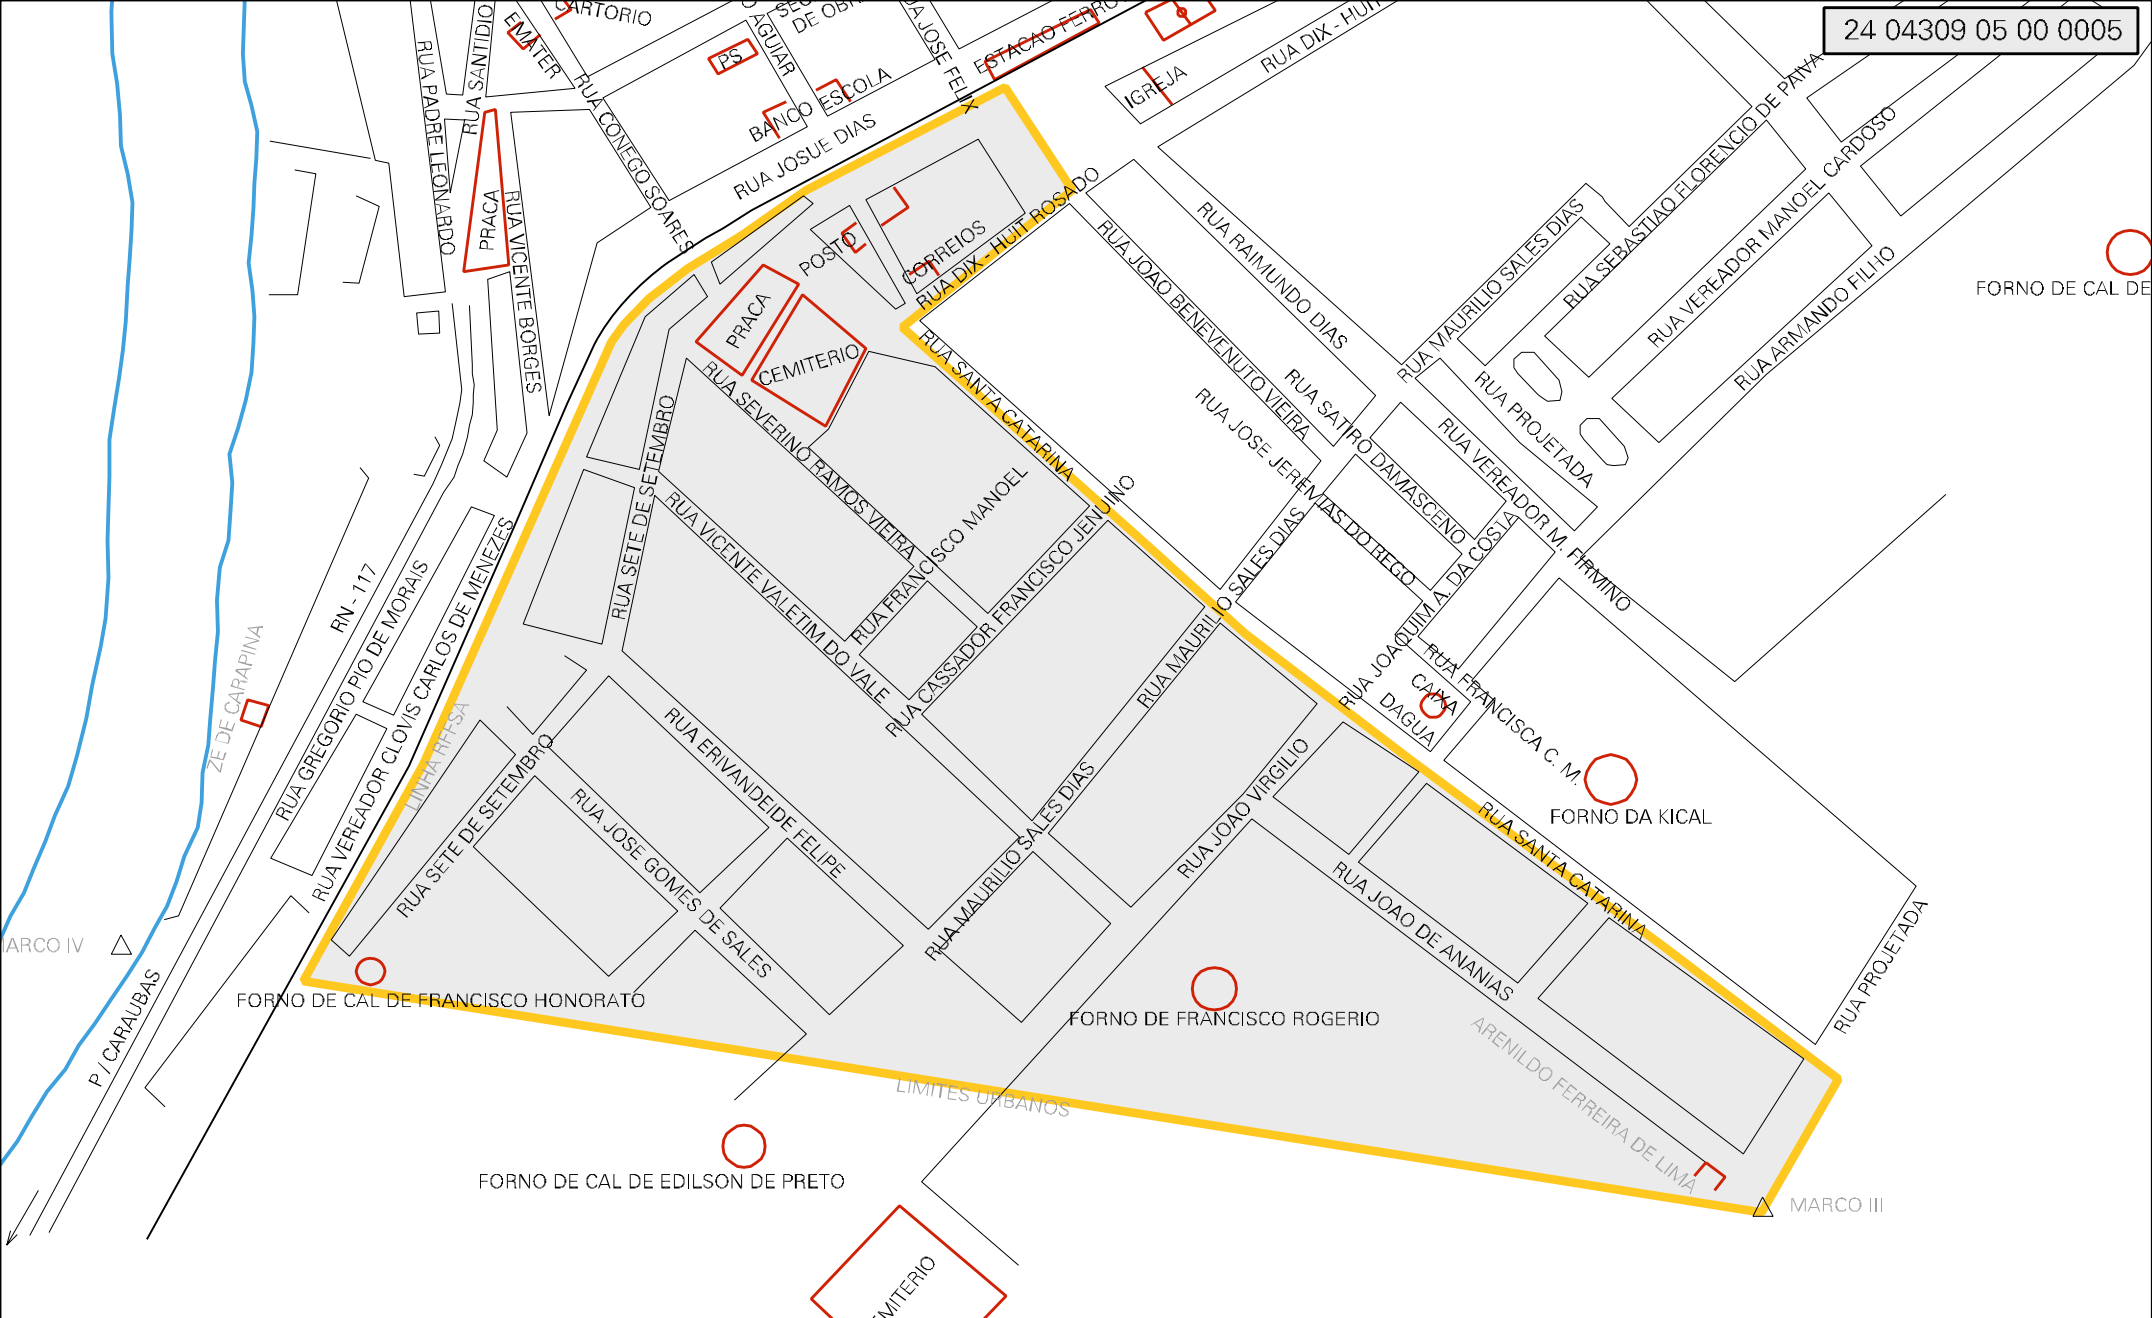 24 04309 05 00 0005
CARTORIO
EMATER
RUA SANTIDIO
RUA PADRE LEONARDO
PRACA
RUA VICENTE BORGES
RUA CONEGO SOARES
PS
AGUIAR
DE
BANCO
ESCOLA
RUA JOSUE DIAS
JOSE FELIX
ESTACAO
IGREJA
RUA DIX - HUIT
RUA DIX - HUIT ROSADO
POSTO
CORREIOS
PRACA
CEMITERIO
RUA RAIMUNDO DIAS
RUA JOAO BENEVENUTO VIEIRA
RUA SATIRO DAMASCENO
RUA JOSE JEREMIAS DO REGO
RUA MAURILIO SALES DIAS
RUA SEBASTIAO FLORENCIO DE PAIVA
RUA VEREADOR MANOEL CARDOSO
RUA ARMANDO FILHO
RUA PROJETADA
RUA VEREADOR M. FIRMINO
FORNO DE CAL DE
RUA SANTA CATARINA
RUA SEVERINO RAMOS VIEIRA
RUA SETE DE SETEMBRO
RUA VICENTE VALETIM DO VALE
RUA FRANCISCO MANOEL
RUA CASSADOR FRANCISCO JENUINO
RUA MAURILIO SALES DIAS
RUA JOAQUIM A. DA COSTA
RUA FRANCISCA C. M.
CAIXA
DAGUA
FORNO DA KICAL
RN - 117
RUA GREGORIO PIO DE MORAIS
RUA VEREADOR CLOVIS CARLOS DE MENEZES
ZE DE CARAPINA
LINHA RFFSA
RUA SETE DE SETEMBRO
RUA ERIVANDEIDE FELIPE
RUA JOSE GOMES DE SALES
RUA MAURILIO SALES DIAS
RUA JOAO VIRGILIO
RUA JOAO DE ANANIAS
RUA SANTA CATARINA
RUA PROJETADA
ARCO IV
P / CARAUBAS
FORNO DE CAL DE FRANCISCO HONORATO
FORNO DE FRANCISCO ROGERIO
ARENILDO FERREIRA DE LIMA
LIMITES URBANOS
FORNO DE CAL DE EDILSON DE PRETO
MARCO III
EMITERIO